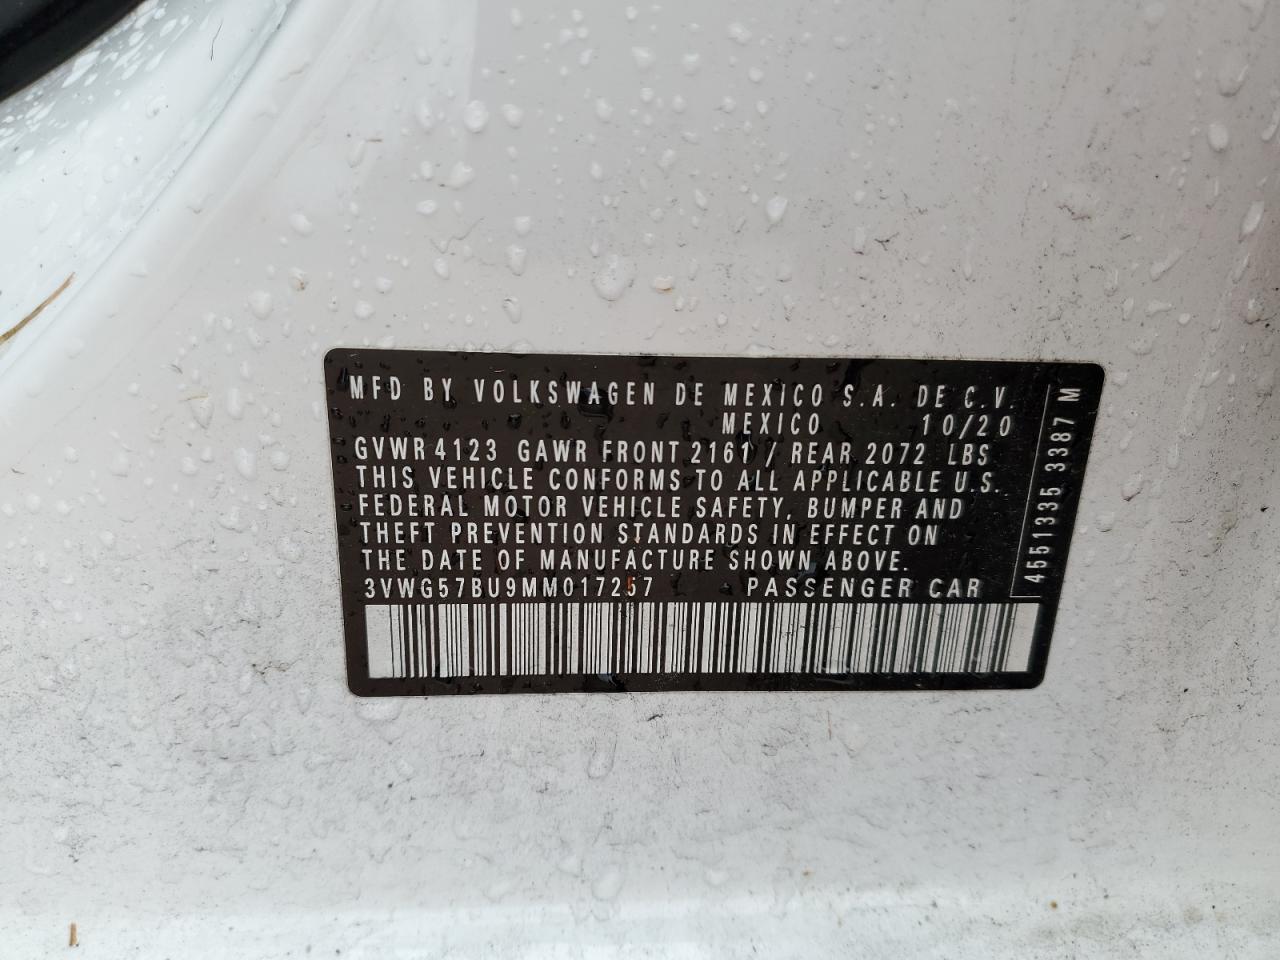 MFD BY VOLKSWAGEN DE MEXICO S.A. DE C.V.
MEXICO 10/20
GVWR 4123 GAWR FRONT 2161 / REAR 2072 LBS
THIS VEHICLE CONFORMS TO ALL APPLICABLE U.S.
FEDERAL MOTOR VEHICLE SAFETY, BUMPER AND
THEFT PREVENTION STANDARDS IN EFFECT ON
THE DATE OF MANUFACTURE SHOWN ABOVE.
3VWG57BU9MM017257 PASSENGER CAR
4551335 3387 M